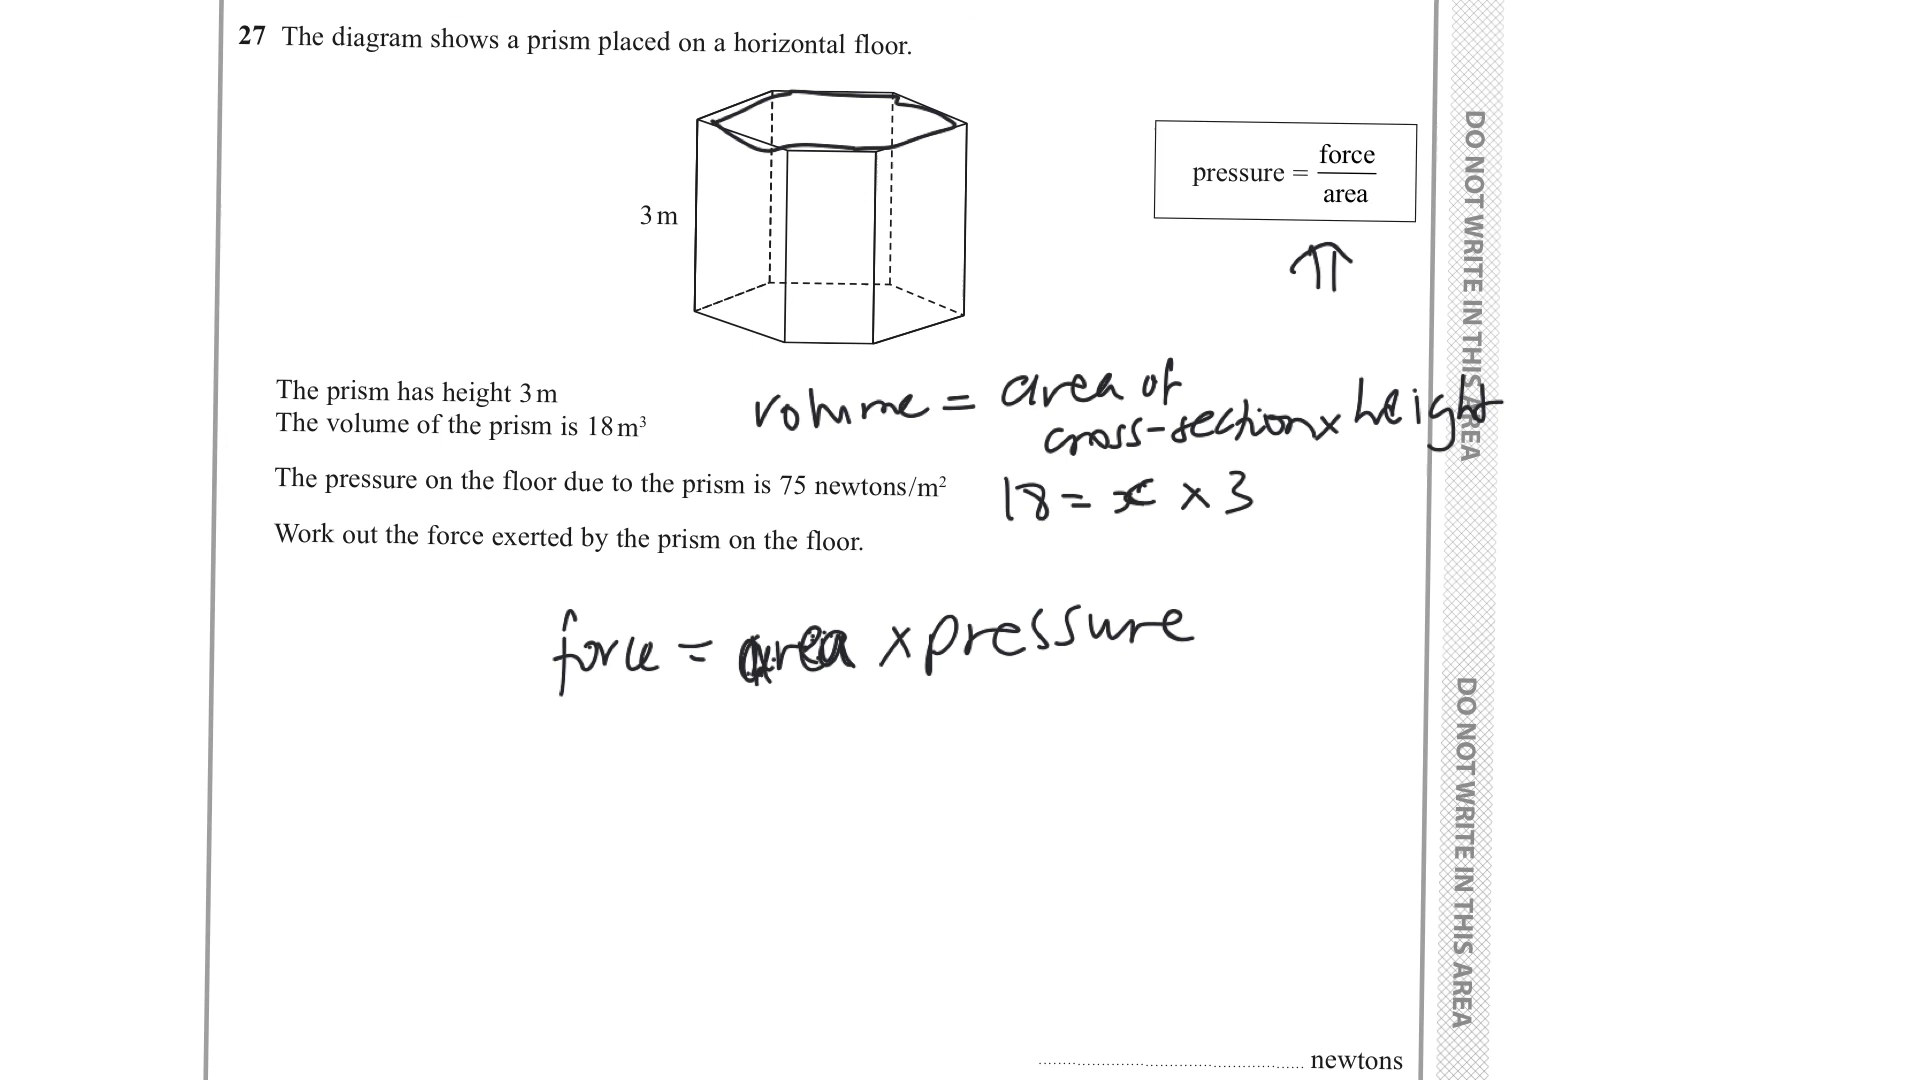 27 The diagram shows a prism placed on a horizontal floor.
3 m
pressure = force / area
The prism has height 3 m
The volume of the prism is 18 m³
volume = area of cross-section × height
The pressure on the floor due to the prism is 75 newtons/m²
18 = x × 3
Work out the force exerted by the prism on the floor.
force = area × pressure
newtons
DO NOT WRITE IN THIS AREA
DO NOT WRITE IN THIS AREA